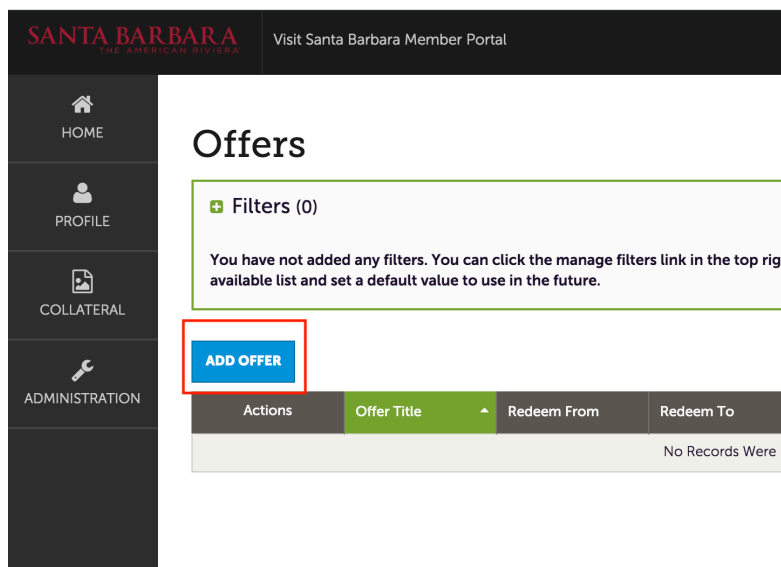 SANTA BARBARA
THE AMERICAN RIVIERA
Visit Santa Barbara Member Portal
HOME
PROFILE
COLLATERAL
ADMINISTRATION
Offers
Filters (0)
You have not added any filters. You can click the manage filters link in the top rig
available list and set a default value to use in the future.
ADD OFFER
Actions
Offer Title
Redeem From
Redeem To
No Records Were